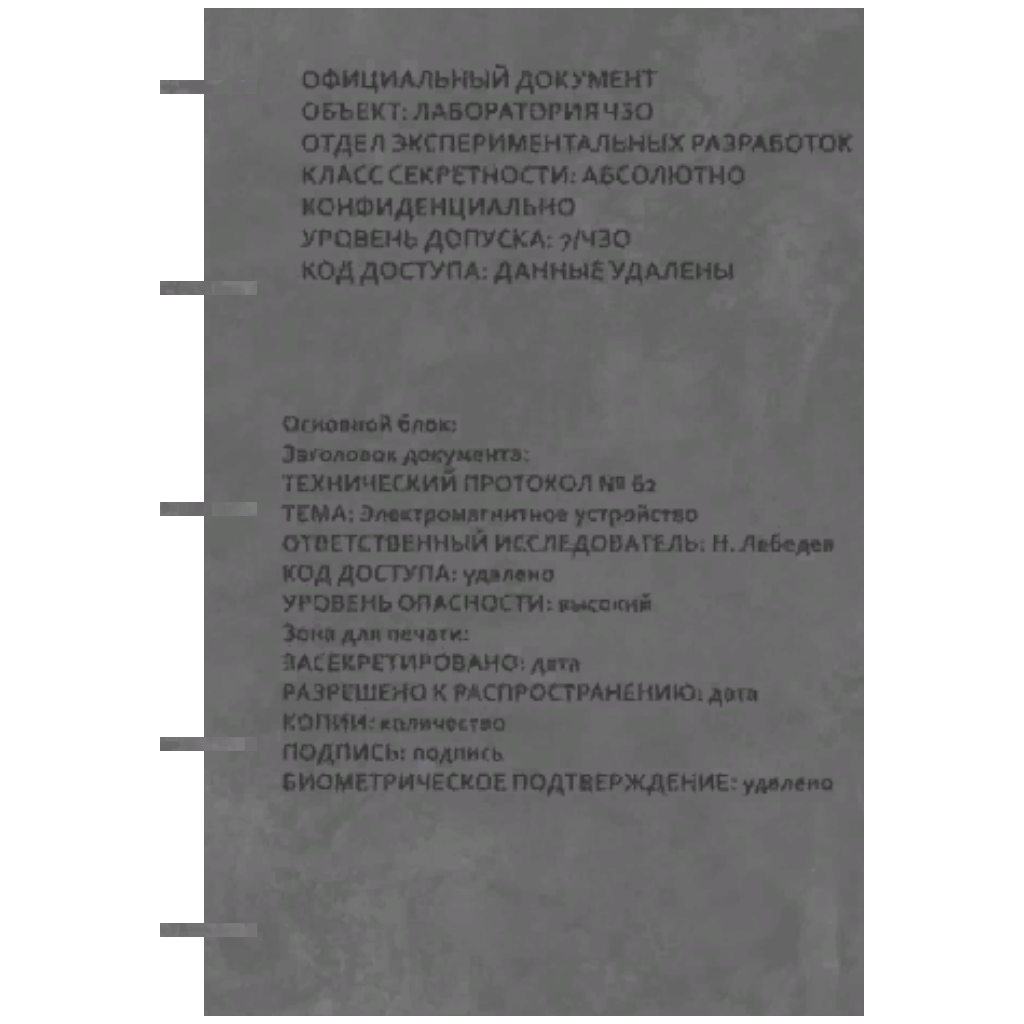 ОФИЦИАЛЬНЫЙ ДОКУМЕНТ
ОБЪЕКТ: ЛАБОРАТОРИЯ ЧЗО
ОТДЕЛ ЭКСПЕРИМЕНТАЛЬНЫХ РАЗРАБОТОК
КЛАСС СЕКРЕТНОСТИ: АБСОЛЮТНО
КОНФИДЕНЦИАЛЬНО
УРОВЕНЬ ДОПУСКА: 7/ЧЗО
КОД ДОСТУПА: ДАННЫЕ УДАЛЕНЫ
Основной блок:
Заголовок документа:
ТЕХНИЧЕСКИЙ ПРОТОКОЛ № 62
ТЕМА: Электромагнитное устройство
ОТВЕТСТВЕННЫЙ ИССЛЕДОВАТЕЛЬ: Н. Лебедев
КОД ДОСТУПА: удалено
УРОВЕНЬ ОПАСНОСТИ: высокий
Зона для печати:
ЗАСЕКРЕТИРОВАНО: дата
РАЗРЕШЕНО К РАСПРОСТРАНЕНИЮ: дата
КОПИИ: количество
ПОДПИСЬ: подпись
БИОМЕТРИЧЕСКОЕ ПОДТВЕРЖДЕНИЕ: удалено